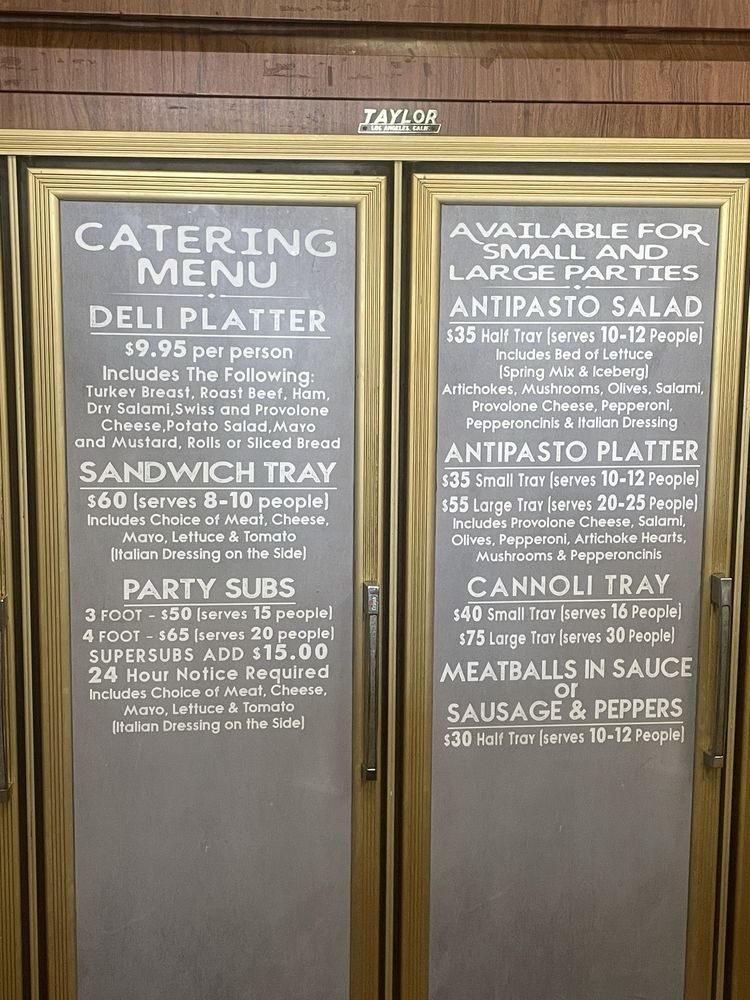 TAYLOR
LOS ANGELES, CALIF.
CATERING
MENU
DELI PLATTER
$9.95 per person
Includes The Following:
Turkey Breast, Roast Beef, Ham,
Dry Salami,Swiss and Provolone
Cheese,Potato Salad,Mayo
and Mustard, Rolls or Sliced Bread
SANDWICH TRAY
$60 (serves 8-10 people)
Includes Choice of Meat, Cheese,
Mayo, Lettuce & Tomato
(Italian Dressing on the Side)
PARTY SUBS
3 FOOT - $50 (serves 15 people)
4 FOOT - $65 (serves 20 people)
SUPERSUBS ADD $15.00
24 Hour Notice Required
Includes Choice of Meat, Cheese,
Mayo, Lettuce & Tomato
(Italian Dressing on the Side)
AVAILABLE FOR
SMALL AND
LARGE PARTIES
ANTIPASTO SALAD
$35 Half Tray (serves 10-12 People)
Includes Bed of Lettuce
(Spring Mix & Iceberg)
Artichokes, Mushrooms, Olives, Salami,
Provolone Cheese, Pepperoni,
Pepperoncinis & Italian Dressing
ANTIPASTO PLATTER
$35 Small Tray (serves 10-12 People)
$55 Large Tray (serves 20-25 People)
Includes Provolone Cheese, Salami,
Olives, Pepperoni, Artichoke Hearts,
Mushrooms & Pepperoncinis
CANNOLI TRAY
$40 Small Tray (serves 16 People)
$75 Large Tray (serves 30 People)
MEATBALLS IN SAUCE
or
SAUSAGE & PEPPERS
$30 Half Tray (serves 10-12 People)